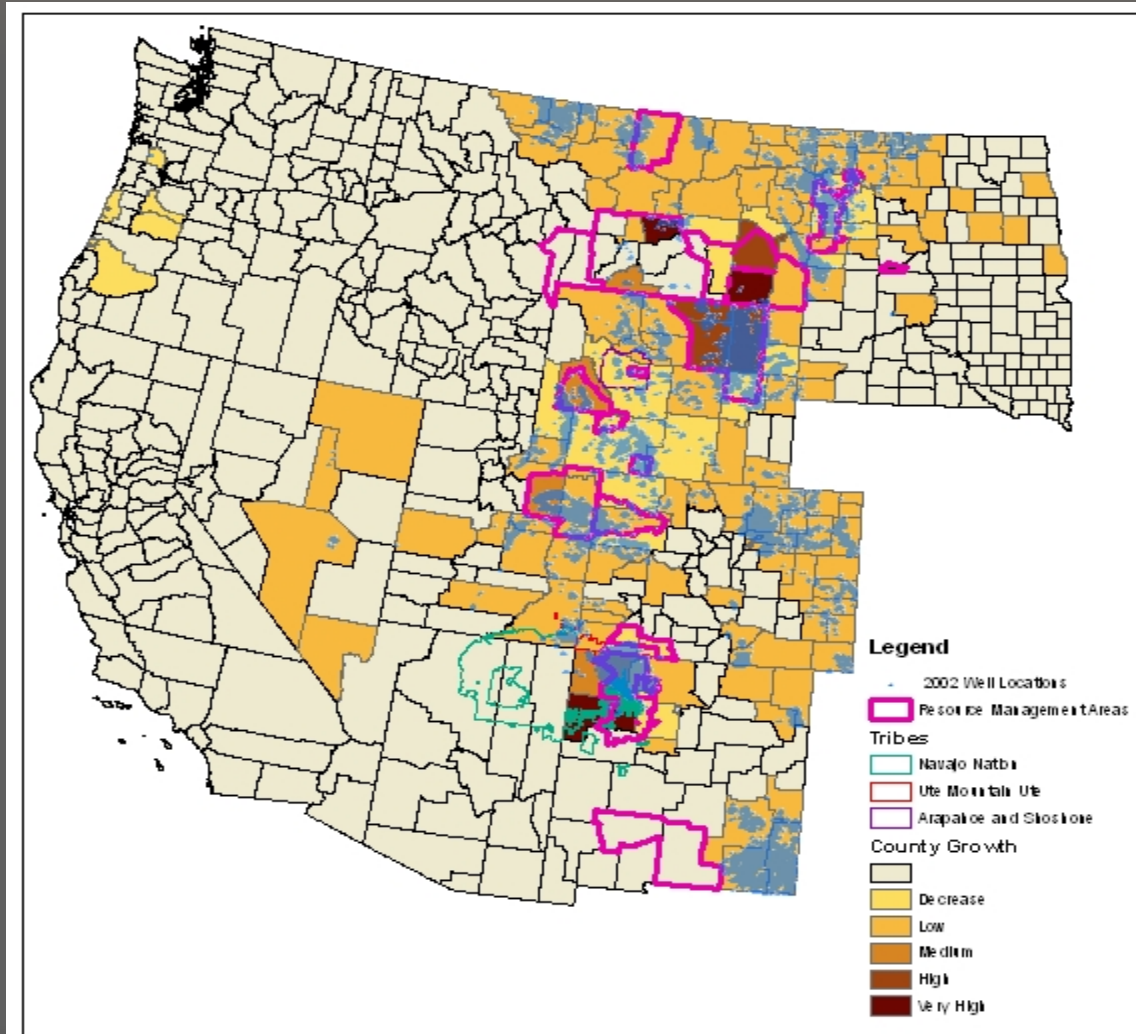 Legend
2002 Well Locations
Resource Management Areas
Tribes
Navajo Nation
Ute Mountain Ute
Arapahoe and Shoshone
County Growth
Decrease
Low
Medium
High
Very High